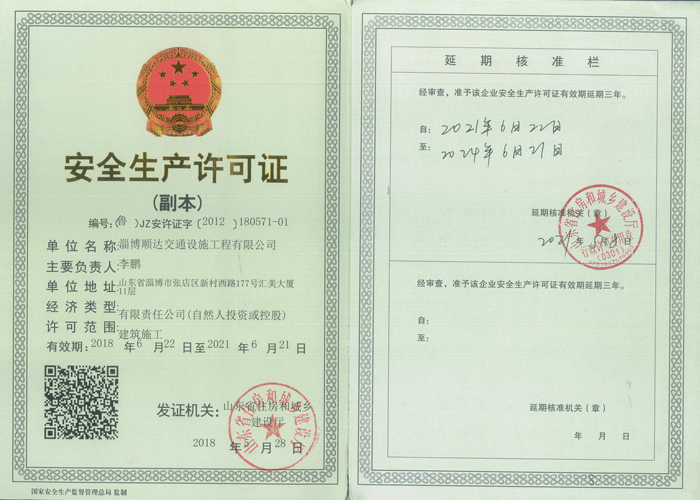 安全生产许可证
(副本)
编号:(鲁)JZ安许证字〔2012〕180571-01
单位名称:淄博顺达交通设施工程有限公司
主要负责人:李鹏
单位地址:山东省淄博市张店区新村西路177号汇美大厦
11层
经济类型:有限责任公司(自然人投资或控股)
许可范围:建筑施工
有效期:2018年6月22日至2021年6月21日
发证机关:山东省住房和城乡
建设厅
2018年5月28日
国家安全生产监督管理总局 监制
延期核准栏
经审查,准予该企业安全生产许可证有效期延期三年。
自:2021年6月22日
至:2024年6月21日
延期核准机关(章)
2021年5月 日
(0301)
经审查,准予该企业安全生产许可证有效期延期三年。
自:
至:
延期核准机关(章)
年 月 日